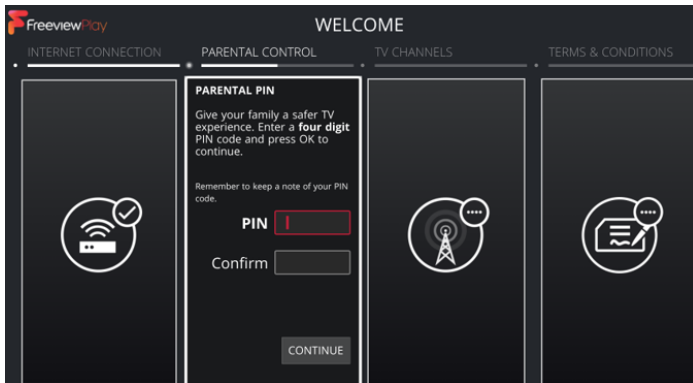 FreeviewPlay
WELCOME
INTERNET CONNECTION
PARENTAL CONTROL
TV CHANNELS
TERMS & CONDITIONS
PARENTAL PIN
Give your family a safer TV
experience. Enter a four digit
PIN code and press OK to
continue.
Remember to keep a note of your PIN
code.
PIN
Confirm
CONTINUE